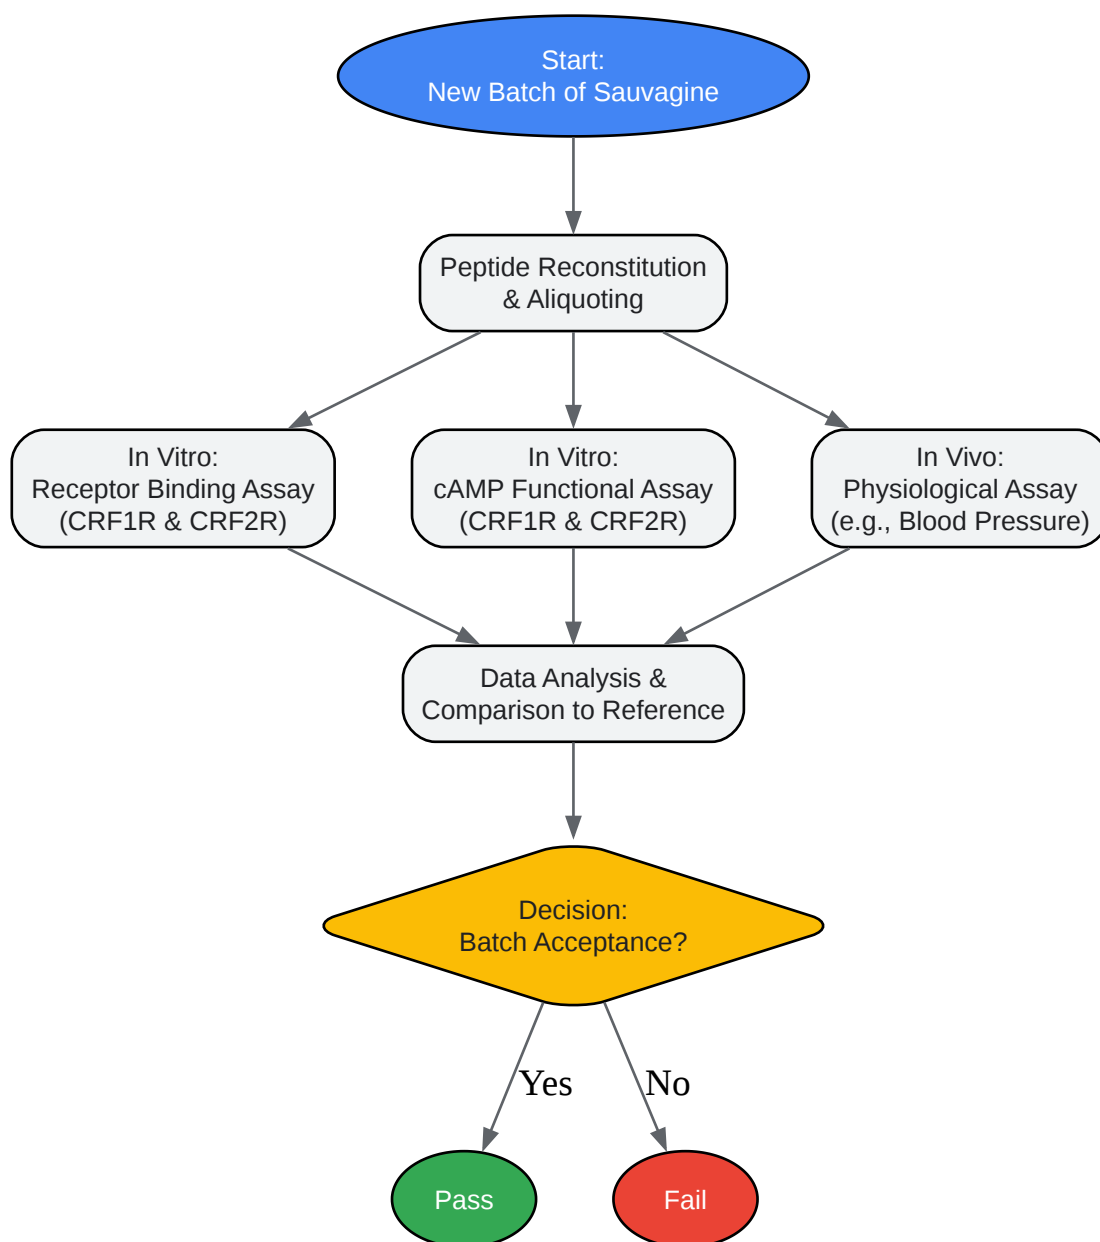 Start:
New Batch of Sauvagine
Peptide Reconstitution
& Aliquoting
In Vitro:
Receptor Binding Assay
(CRF1R & CRF2R)
In Vitro:
cAMP Functional Assay
(CRF1R & CRF2R)
In Vivo:
Physiological Assay
(e.g., Blood Pressure)
Data Analysis &
Comparison to Reference
Decision:
Batch Acceptance?
Yes
No
Pass
Fail